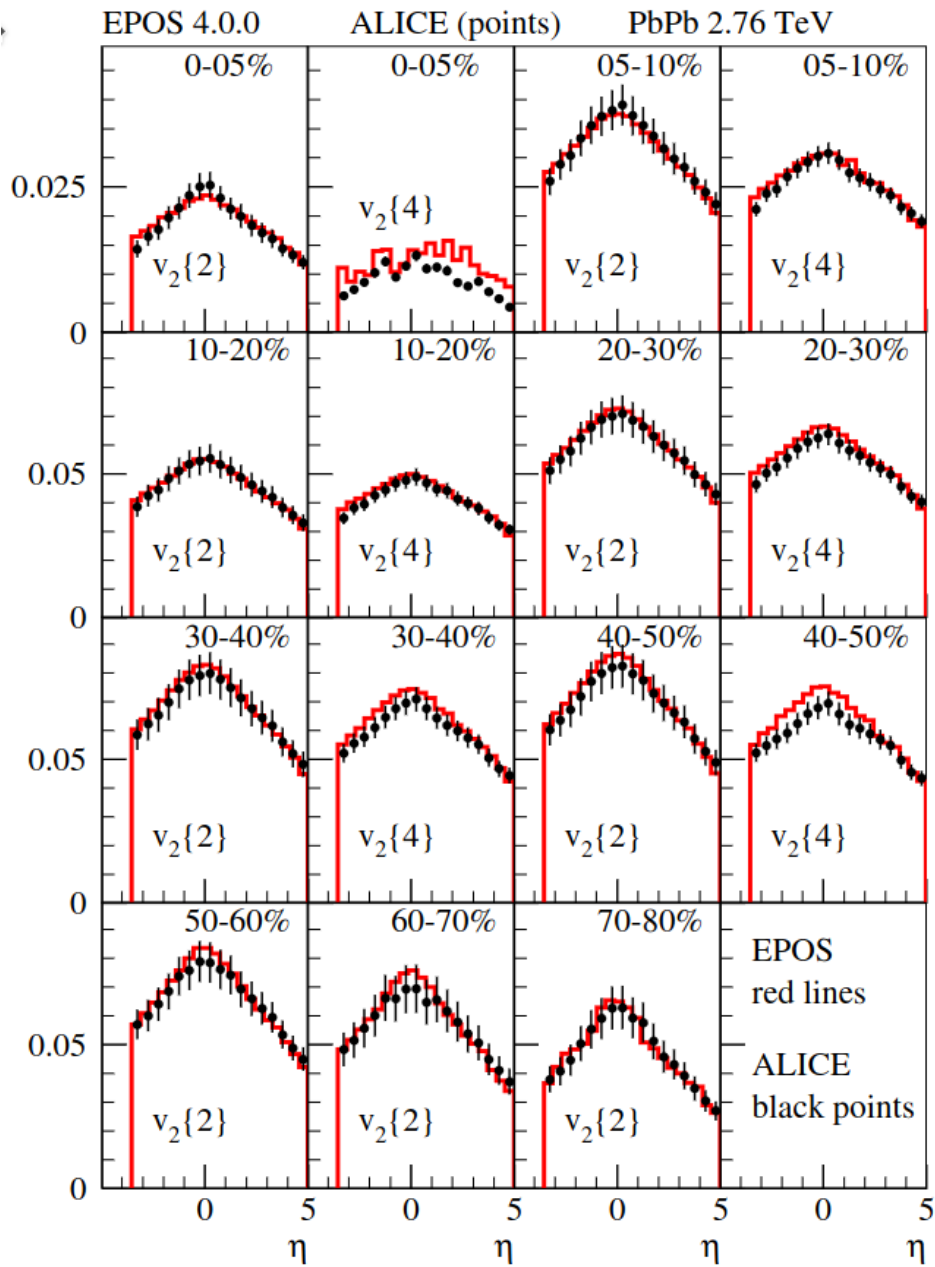 EPOS 4.0.0 ALICE (points) PbPb 2.76 TeV
0-05% 0-05% 05-10% 05-10%
0.025
v2{4}
v2{2} v2{2} v2{4}
0
10-20% 10-20% 20-30% 20-30%
0.05
v2{2} v2{4} v2{2} v2{4}
0
30-40% 30-40% 40-50% 40-50%
0.05
v2{2} v2{4} v2{2} v2{4}
0
50-60% 60-70% 70-80%
EPOS
red lines
0.05
ALICE
black points
v2{2} v2{2} v2{2}
0
0 5 0 5 0 5 0 5
η η η η